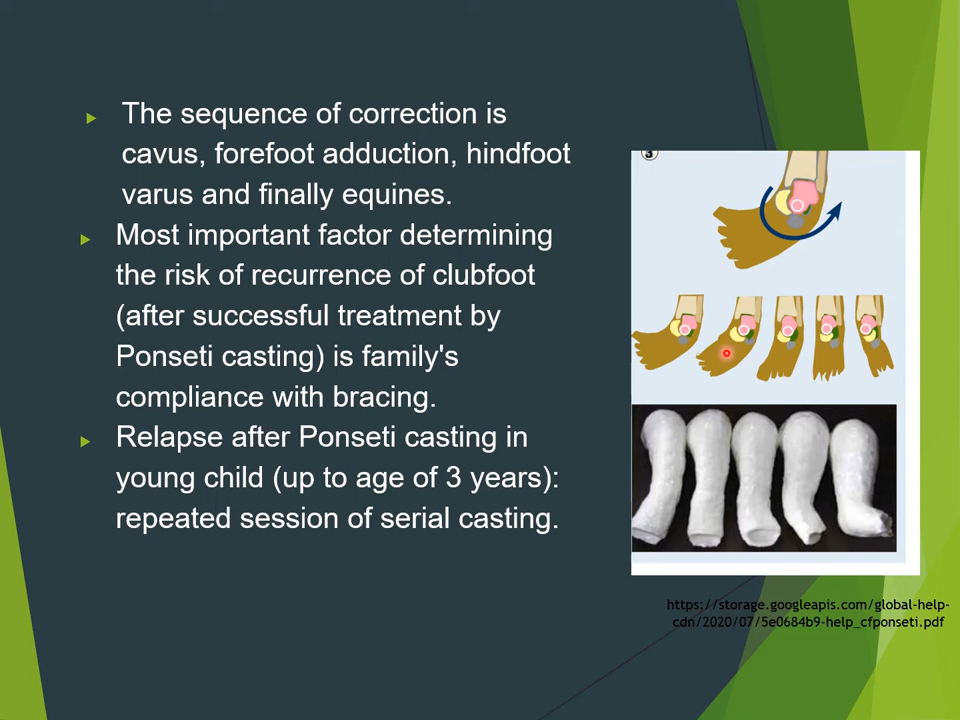 The sequence of correction is
cavus, forefoot adduction, hindfoot
varus and finally equines.
Most important factor determining
the risk of recurrence of clubfoot
(after successful treatment by
Ponseti casting) is family's
compliance with bracing.
Relapse after Ponseti casting in
young child (up to age of 3 years):
repeated session of serial casting.
3
https://storage.googleapis.com/global-help-
cdn/2020/07/5e0684b9-help_cfponseti.pdf